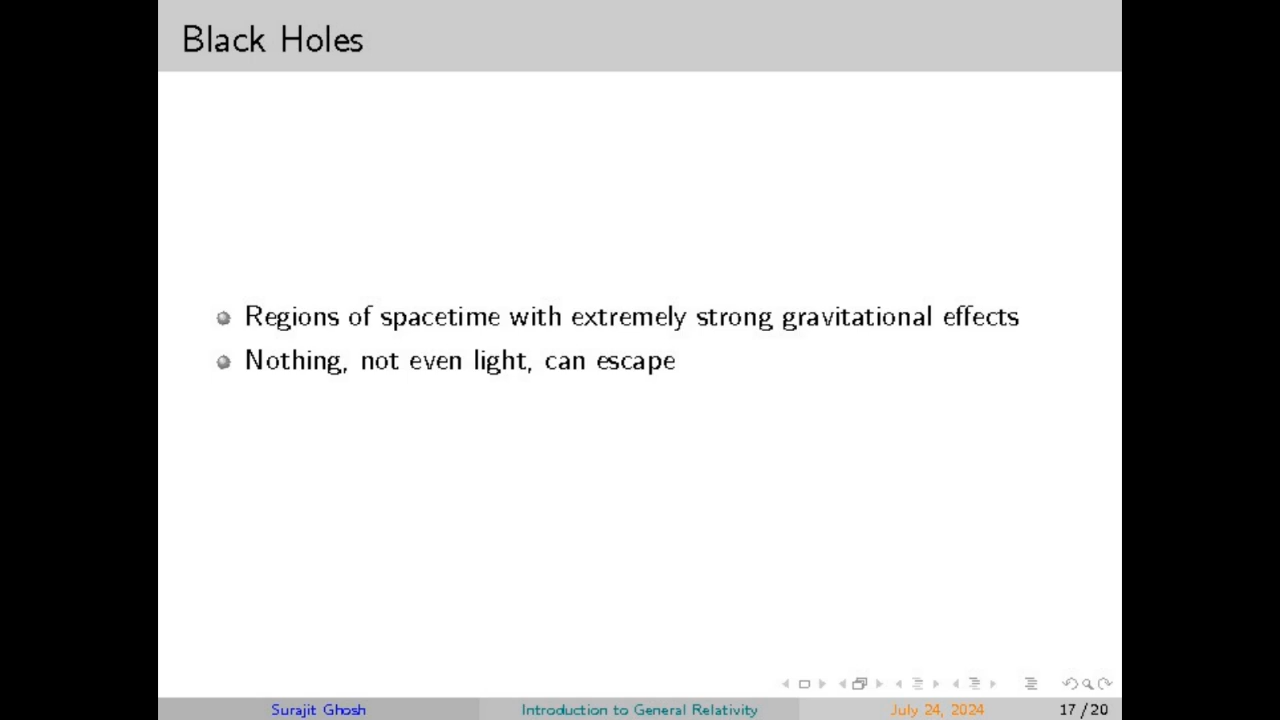 Black Holes
Regions of spacetime with extremely strong gravitational effects
Nothing, not even light, can escape
Surajit Ghosh
Introduction to General Relativity
July 24, 2024
17 / 20